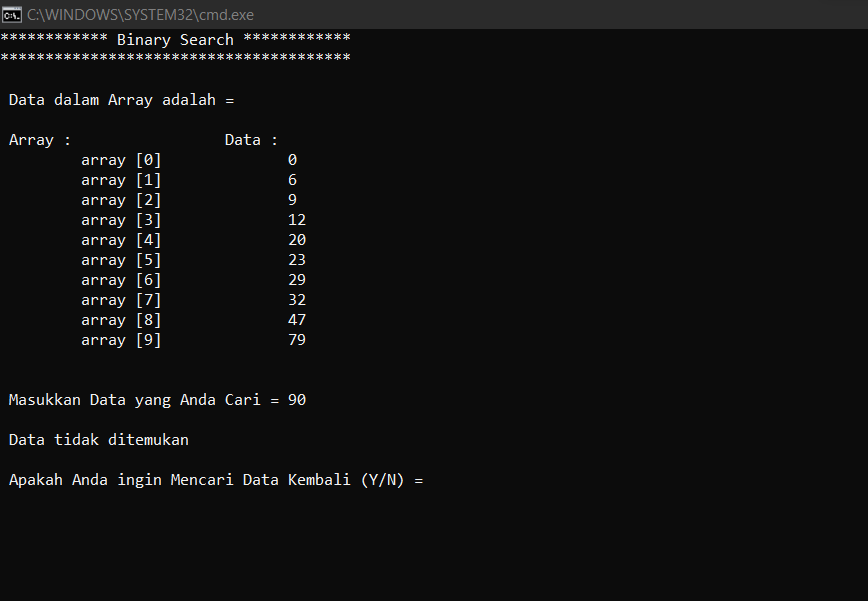 C:\WINDOWS\SYSTEM32\cmd.exe
************ Binary Search ************
***************************************
Data dalam Array adalah =
Array : Data :
array [0] 0
array [1] 6
array [2] 9
array [3] 12
array [4] 20
array [5] 23
array [6] 29
array [7] 32
array [8] 47
array [9] 79
Masukkan Data yang Anda Cari = 90
Data tidak ditemukan
Apakah Anda ingin Mencari Data Kembali (Y/N) =